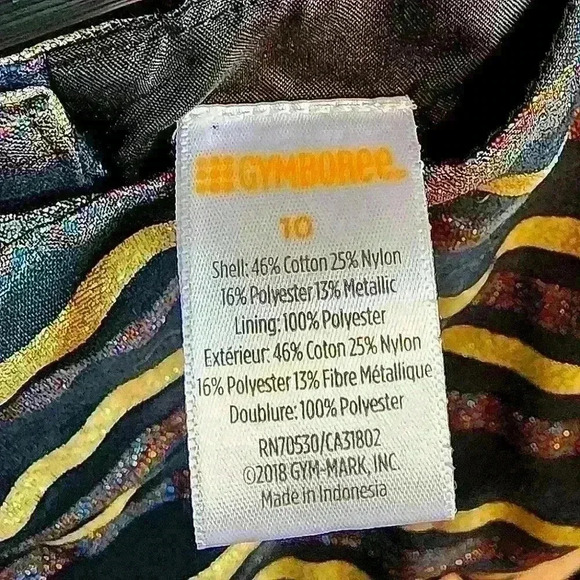 GYMBOREE
10
Shell: 46% Cotton 25% Nylon
16% Polyester 13% Metallic
Lining: 100% Polyester
Extérieur: 46% Coton 25% Nylon
16% Polyester 13% Fibre Métallique
Doublure: 100% Polyester
RN70530/CA31802
©2018 GYM-MARK, INC.
Made in Indonesia